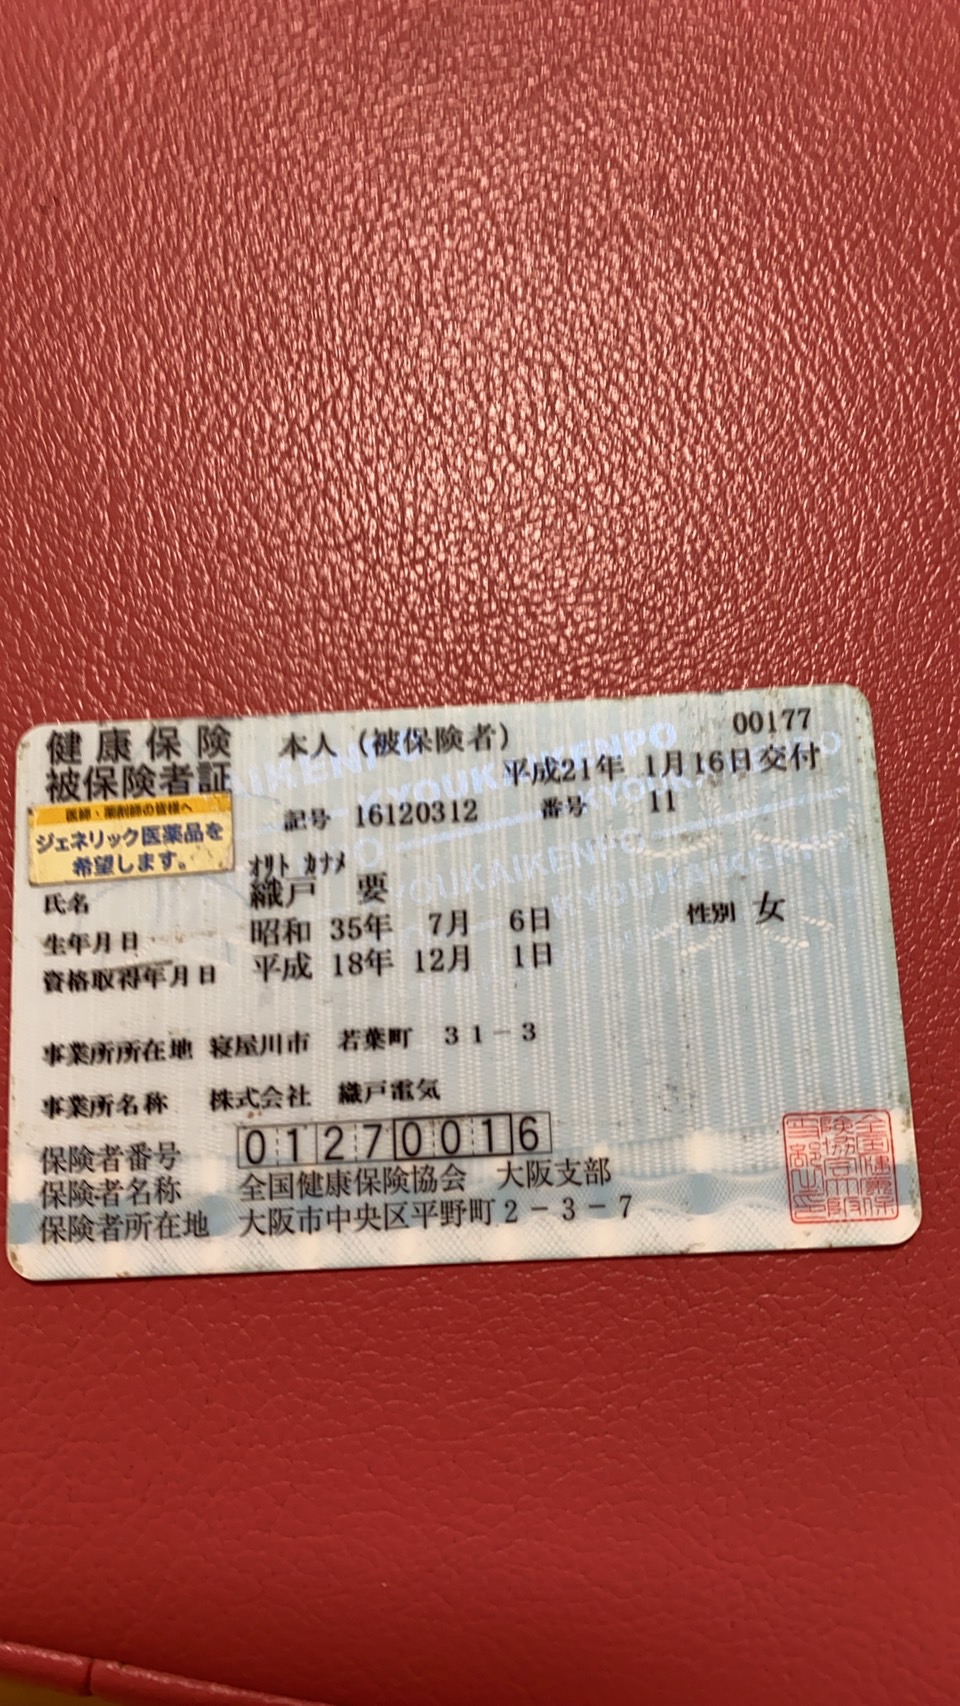 健康保険
被保険者証
本人（被保険者）
00177
平成21年 1月16日交付
記号 16120312 番号 11
医師・薬剤師の皆様へ
ジェネリック医薬品を
希望します。
オリト カナメ
氏名 織戸 要
生年月日 昭和 35年 7月 6日 性別 女
資格取得年月日 平成 18年 12月 1日
事業所所在地 寝屋川市 若葉町 31－3
事業所名称 株式会社 織戸電気
保険者番号 01270016
保険者名称 全国健康保険協会 大阪支部
保険者所在地 大阪市中央区平野町2－3－7
KYOUKAIKENPO